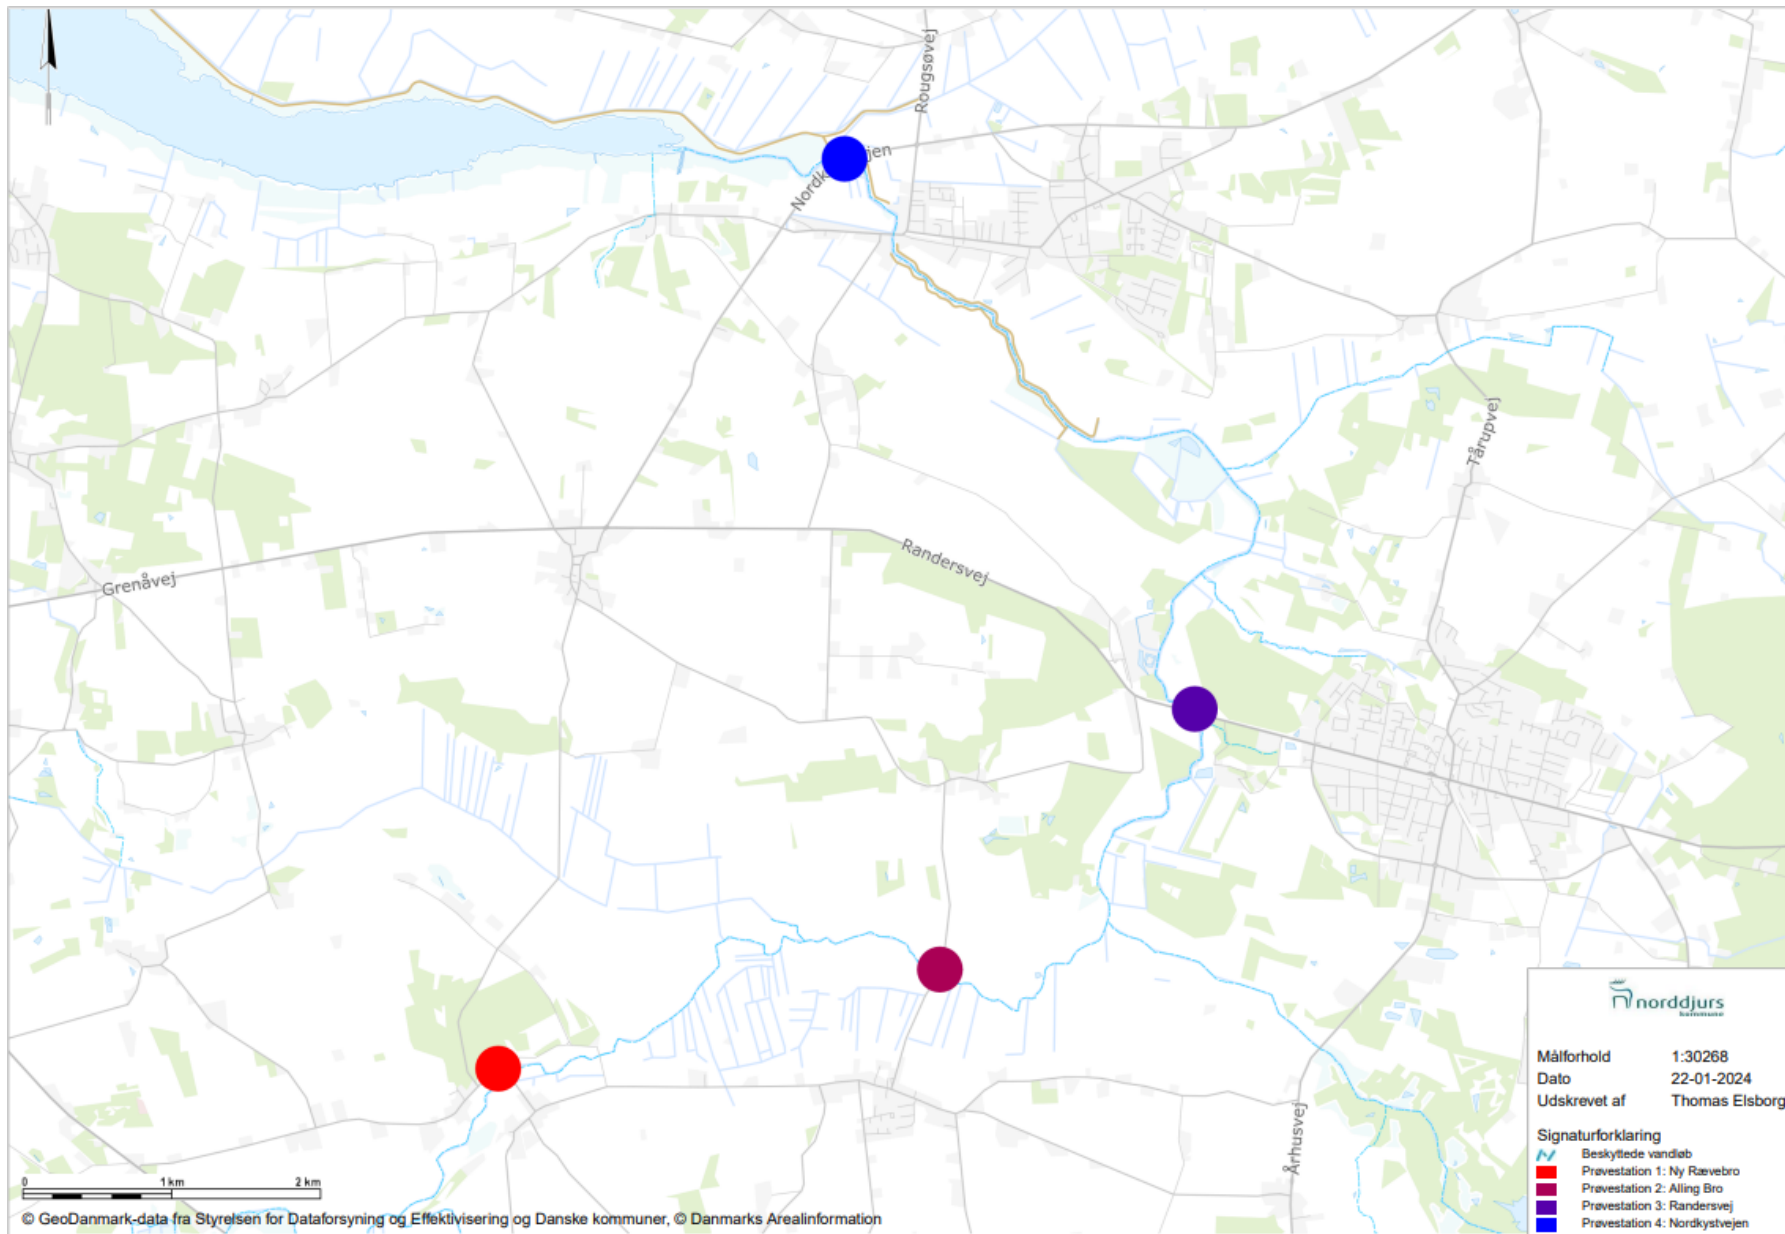 Rougsøvej
jen
Nordk
Tårupvej
Randersvej
Grenåvej
Århusvej
norddjurs
kommune
Målforhold 1:30268
Dato 22-01-2024
Udskrevet af Thomas Elsborg
Signaturforklaring
Beskyttede vandløb
Prøvestation 1: Ny Rævebro
Prøvestation 2: Alling Bro
Prøvestation 3: Randersvej
Prøvestation 4: Nordkystvejen
0 1 km 2 km
© GeoDanmark-data fra Styrelsen for Dataforsyning og Effektivisering og Danske kommuner, © Danmarks Arealinformation